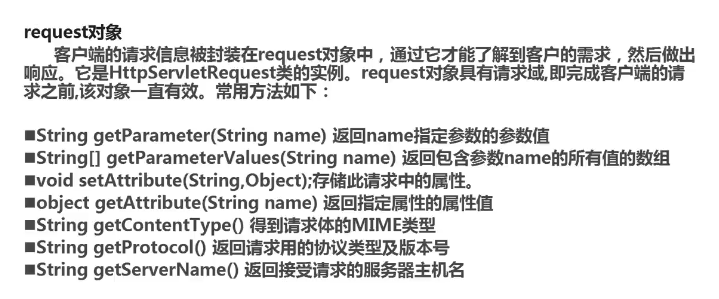 request对象
客户端的请求信息被封装在request对象中，通过它才能了解到客户的需求，然后做出
响应。它是HttpServletRequest类的实例。request对象具有请求域,即完成客户端的请
求之前,该对象一直有效。常用方法如下：
■String getParameter(String name) 返回name指定参数的参数值
■String[] getParameterValues(String name) 返回包含参数name的所有值的数组
■void setAttribute(String,Object);存储此请求中的属性。
■object getAttribute(String name) 返回指定属性的属性值
■String getContentType() 得到请求体的MIME类型
■String getProtocol() 返回请求用的协议类型及版本号
■String getServerName() 返回接受请求的服务器主机名